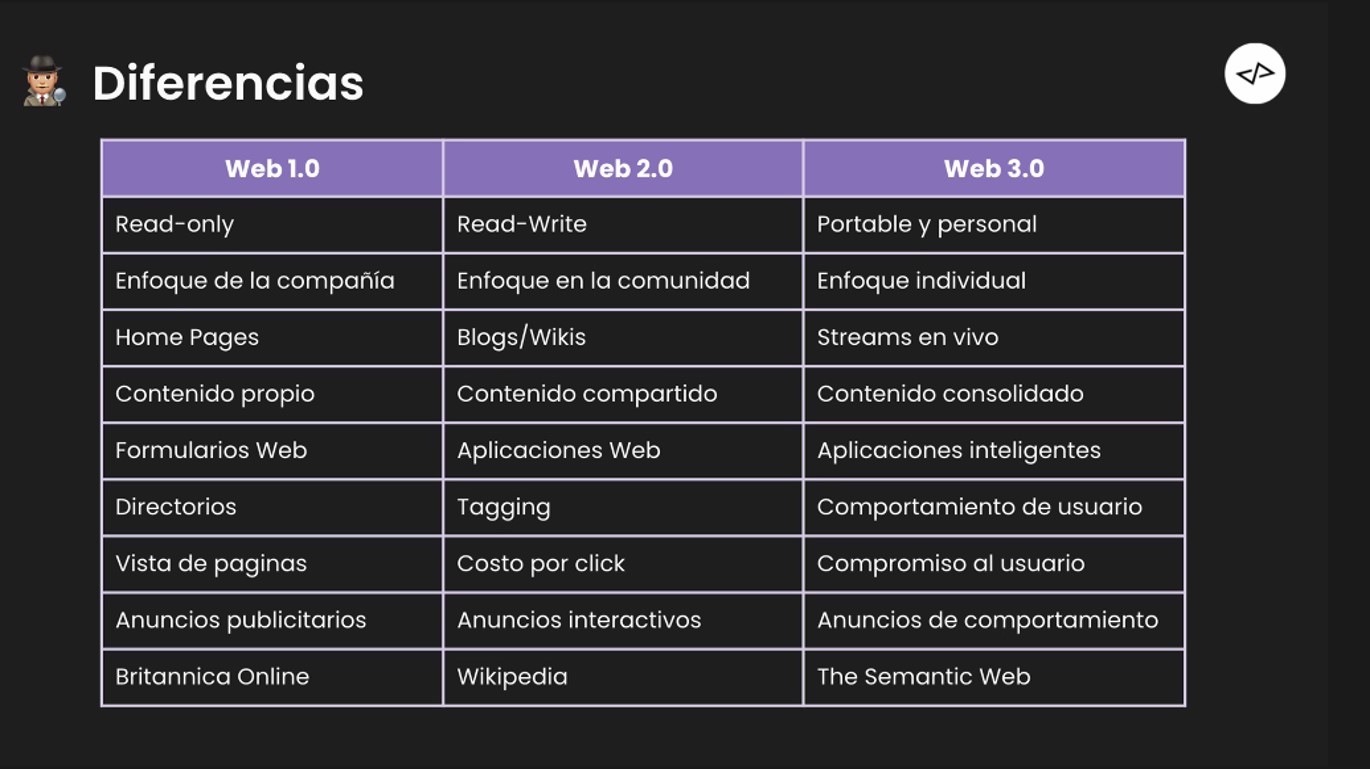 Diferencias
</>
Web 1.0 Web 2.0 Web 3.0
Read-only Read-Write Portable y personal
Enfoque de la compañía Enfoque en la comunidad Enfoque individual
Home Pages Blogs/Wikis Streams en vivo
Contenido propio Contenido compartido Contenido consolidado
Formularios Web Aplicaciones Web Aplicaciones inteligentes
Directorios Tagging Comportamiento de usuario
Vista de paginas Costo por click Compromiso al usuario
Anuncios publicitarios Anuncios interactivos Anuncios de comportamiento
Britannica Online Wikipedia The Semantic Web